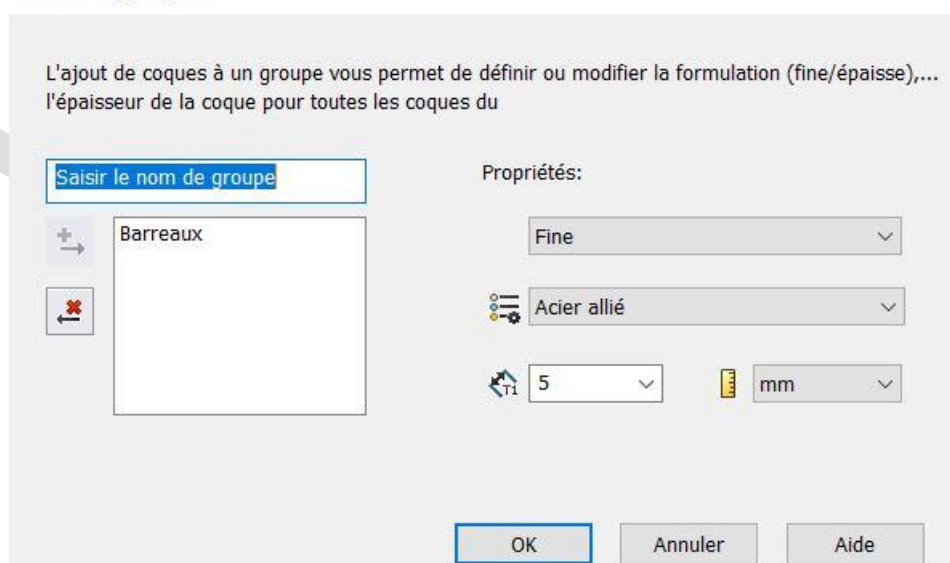 L'ajout de coques à un groupe vous permet de définir ou modifier la formulation (fine/épaisse),...
l'épaisseur de la coque pour toutes les coques du
Saisir le nom de groupe
Propriétés:
Barreaux
Fine
Acier allié
T1
5
mm
OK
Annuler
Aide